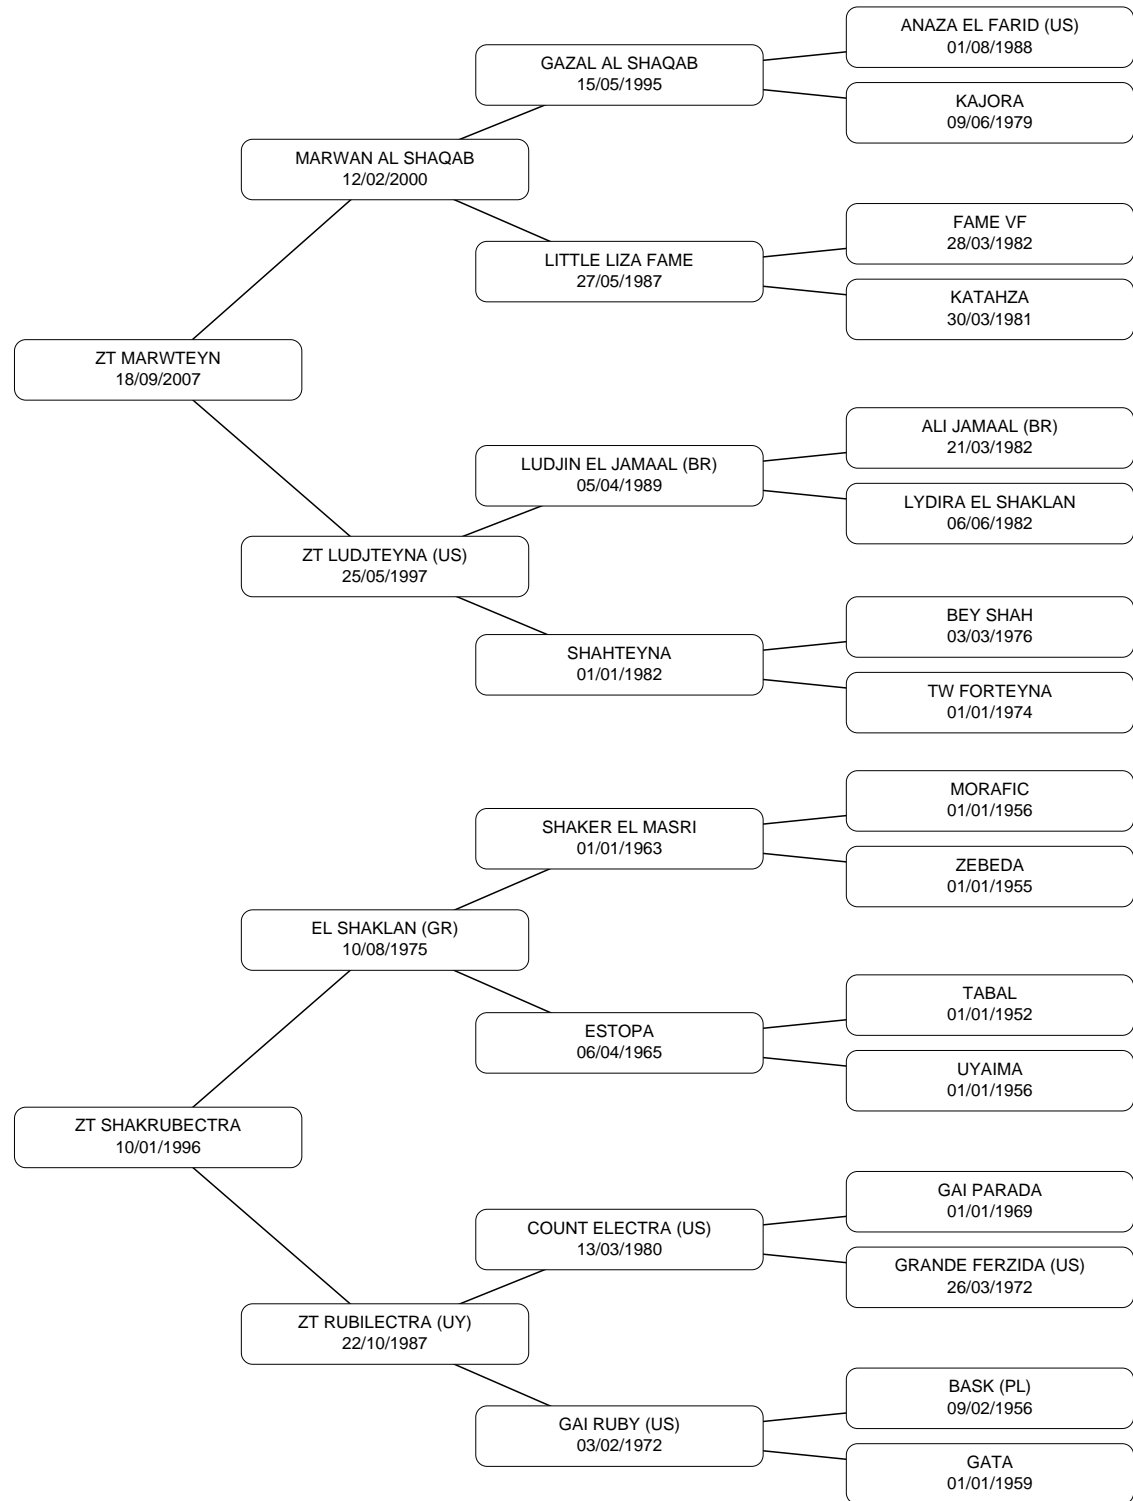 ANAZA EL FARID (US)
01/08/1988
GAZAL AL SHAQAB
15/05/1995
KAJORA
09/06/1979
MARWAN AL SHAQAB
12/02/2000
FAME VF
28/03/1982
LITTLE LIZA FAME
27/05/1987
KATAHZA
30/03/1981
ZT MARWTEYN
18/09/2007
ALI JAMAAL (BR)
21/03/1982
LUDJIN EL JAMAAL (BR)
05/04/1989
LYDIRA EL SHAKLAN
06/06/1982
ZT LUDJTEYNA (US)
25/05/1997
BEY SHAH
03/03/1976
SHAHTEYNA
01/01/1982
TW FORTEYNA
01/01/1974
MORAFIC
01/01/1956
SHAKER EL MASRI
01/01/1963
ZEBEDA
01/01/1955
EL SHAKLAN (GR)
10/08/1975
TABAL
01/01/1952
ESTOPA
06/04/1965
UYAIMA
01/01/1956
ZT SHAKRUBECTRA
10/01/1996
GAI PARADA
01/01/1969
COUNT ELECTRA (US)
13/03/1980
GRANDE FERZIDA (US)
26/03/1972
ZT RUBILECTRA (UY)
22/10/1987
BASK (PL)
09/02/1956
GAI RUBY (US)
03/02/1972
GATA
01/01/1959